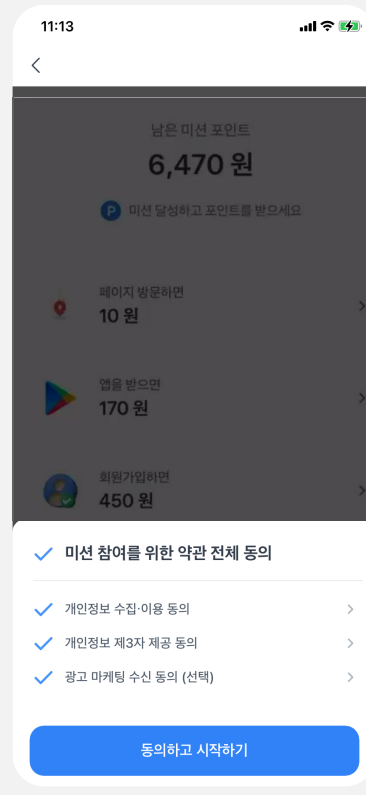 11:13
남은 미션 포인트
6,470 원
P 미션 달성하고 포인트를 받으세요
페이지 방문하면
10 원
앱을 받으면
170 원
회원가입하면
450 원
미션 참여를 위한 약관 전체 동의
개인정보 수집·이용 동의
개인정보 제3자 제공 동의
광고 마케팅 수신 동의 (선택)
동의하고 시작하기